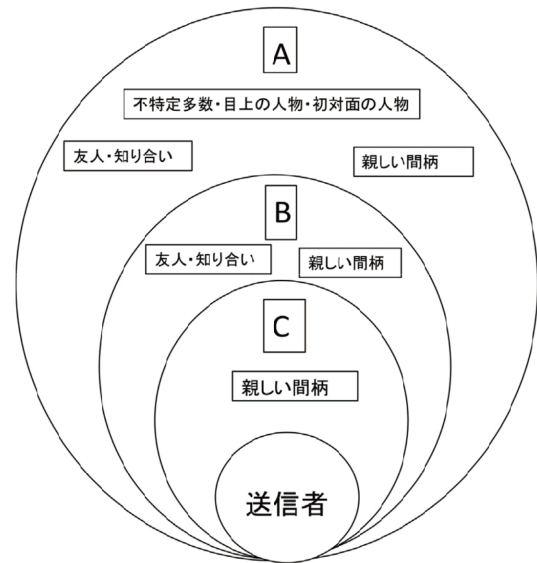 A
不特定多数・目上の人物・初対面の人物
友人・知り合い
親しい間柄
B
友人・知り合い
親しい間柄
C
親しい間柄
送信者